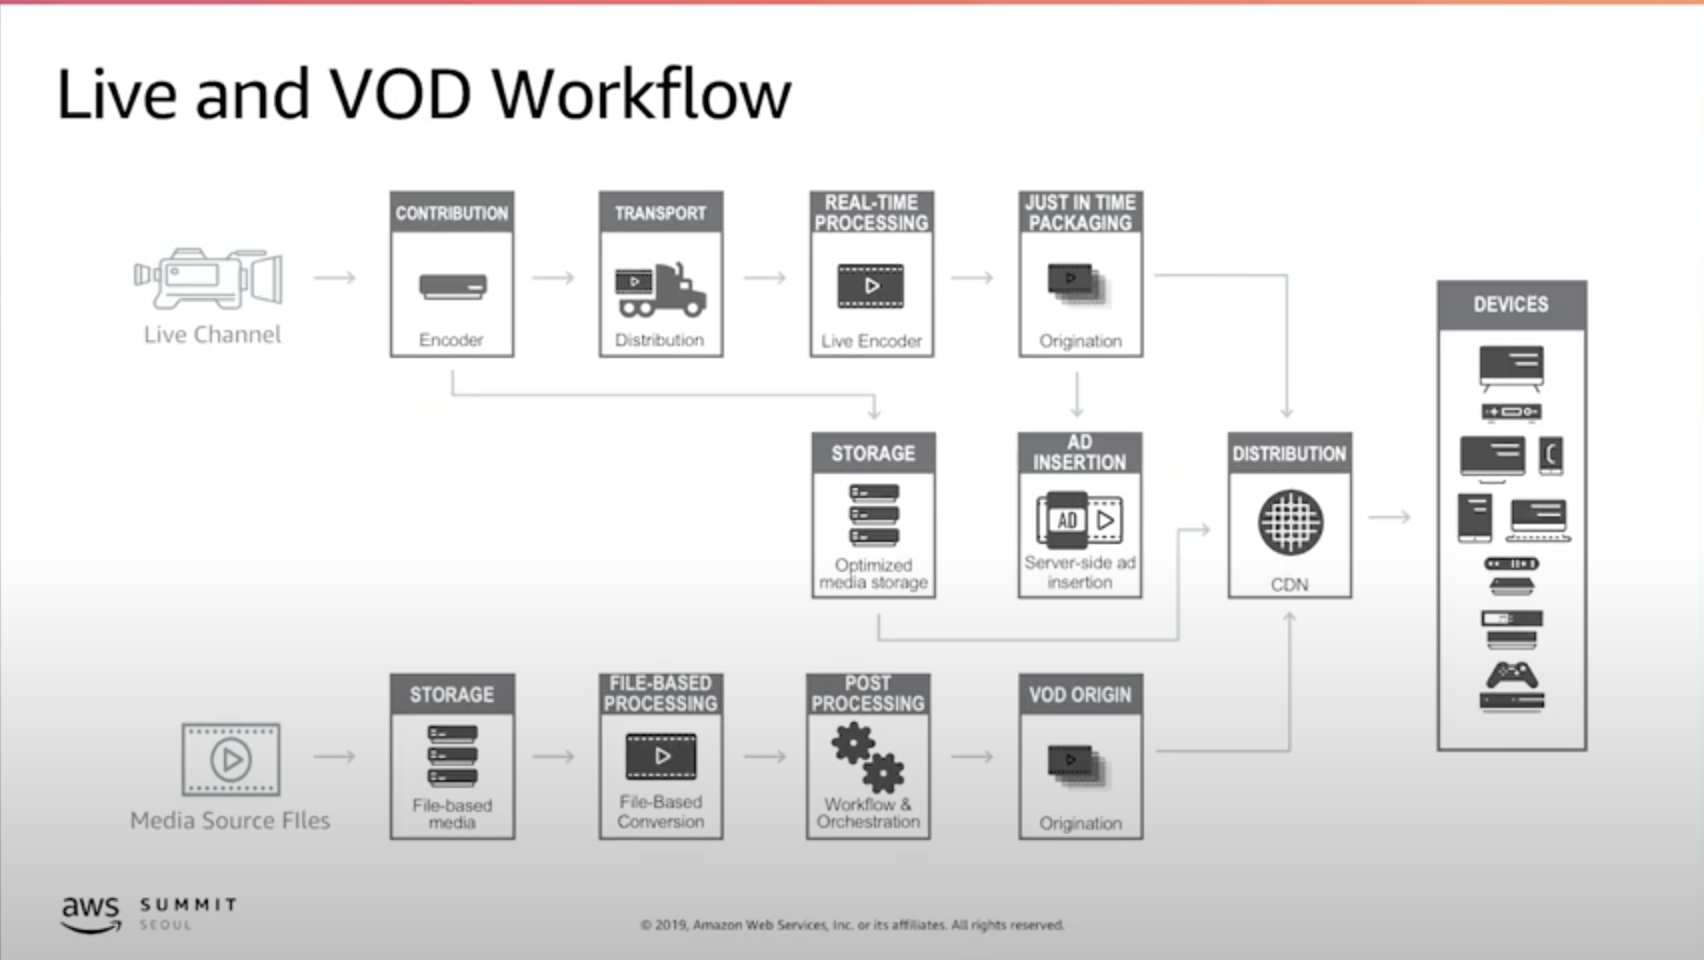 Live and VOD Workflow
CONTRIBUTION
Encoder
TRANSPORT
Distribution
REAL-TIME
PROCESSING
Live Encoder
JUST IN TIME
PACKAGING
Origination
Live Channel
DEVICES
STORAGE
Optimized
media storage
AD
INSERTION
AD
Server-side ad
insertion
DISTRIBUTION
CDN
Media Source FIles
STORAGE
File-based
media
FILE-BASED
PROCESSING
File-Based
Conversion
POST
PROCESSING
Workflow &
Orchestration
VOD ORIGIN
Origination
aws
SUMMIT
SEOUL
© 2019, Amazon Web Services, Inc. or its affiliates. All rights reserved.